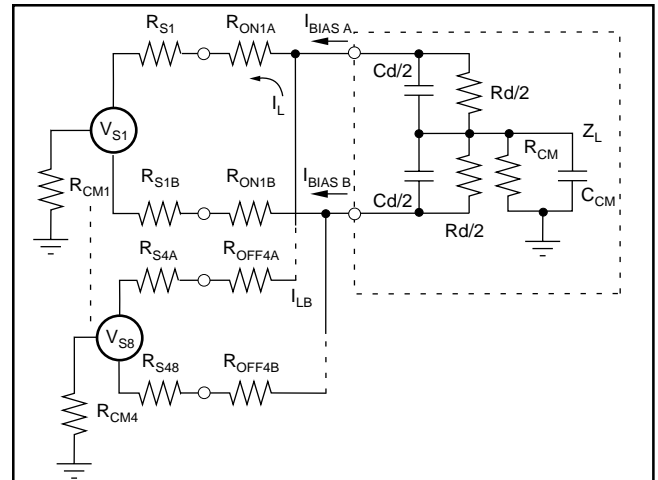 R_S1 R_ON1A I_BIAS A
Cd/2
Rd/2
I_L
V_S1
Z_L
R_CM
R_CM1
R_S1B R_ON1B I_BIAS B
Cd/2
C_CM
Rd/2
R_S4A R_OFF4A
I_LB
V_S8
R_S48 R_OFF4B
R_CM4